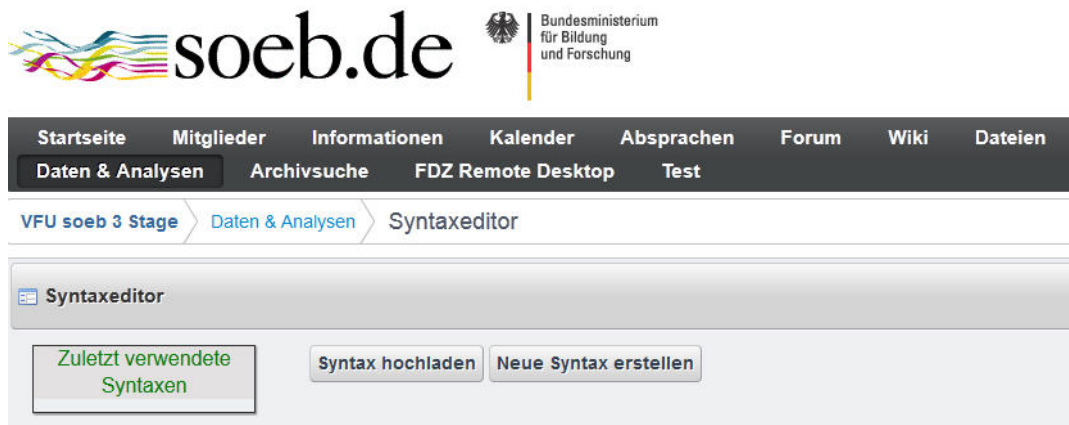 soeb.de
Bundesministerium
für Bildung
und Forschung
Startseite Mitglieder Informationen Kalender Absprachen Forum Wiki Dateien
Daten & Analysen Archivsuche FDZ Remote Desktop Test
VFU soeb 3 Stage Daten & Analysen Syntaxeditor
Syntaxeditor
Zuletzt verwendete
Syntaxen
Syntax hochladen Neue Syntax erstellen